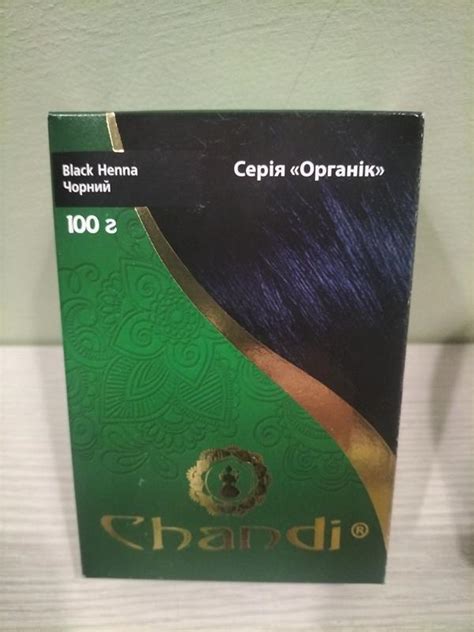 Black Henna
Чорний
Серія «Органік»
100 г
Chandi®